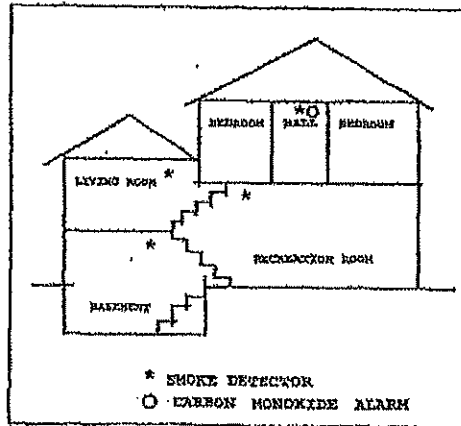 BEDROOM HALL BEDROOM
* O
LIVING ROOM *
*
*
RECREATION ROOM
BASEMENT
* SMOKE DETECTOR
O CARBON MONOXIDE ALARM